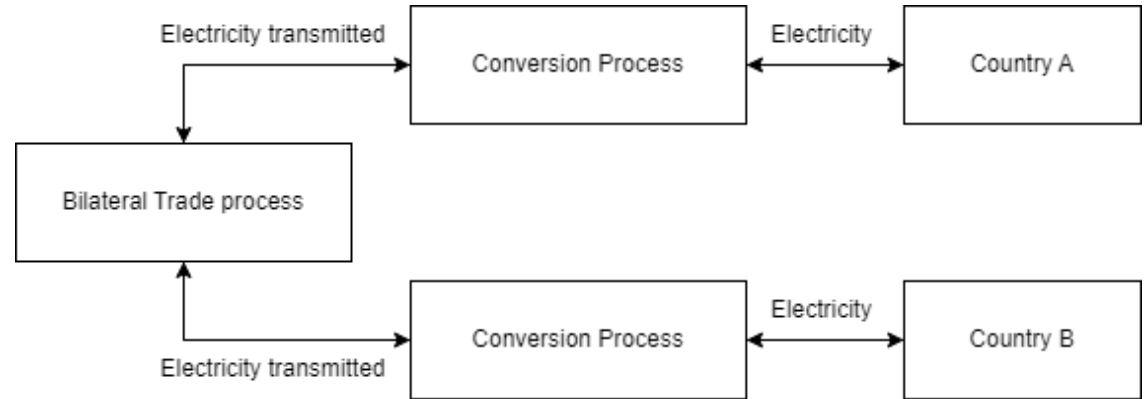 Electricity transmitted
Conversion Process
Electricity
Country A
Bilateral Trade process
Electricity transmitted
Conversion Process
Electricity
Country B